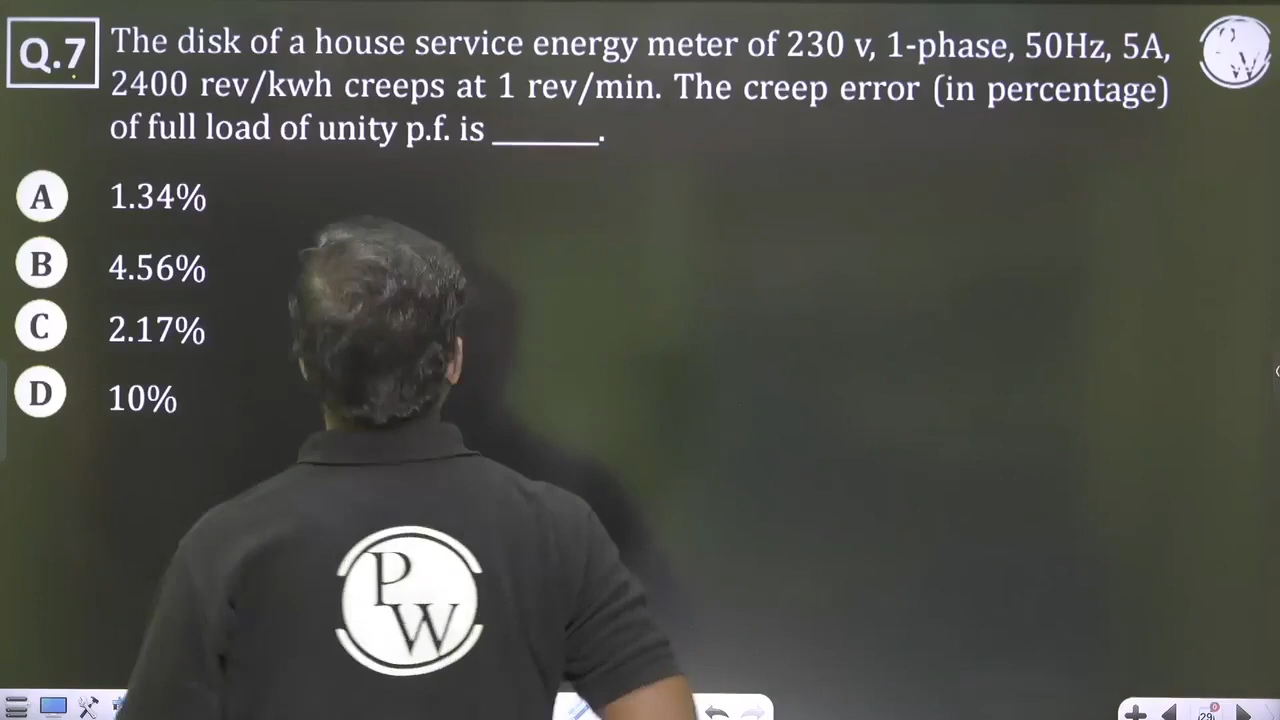 Q.7
The disk of a house service energy meter of 230 v, 1-phase, 50Hz, 5A,
2400 rev/kwh creeps at 1 rev/min. The creep error (in percentage)
of full load of unity p.f. is ______.
A 1.34%
B 4.56%
C 2.17%
D 10%
P
W
29